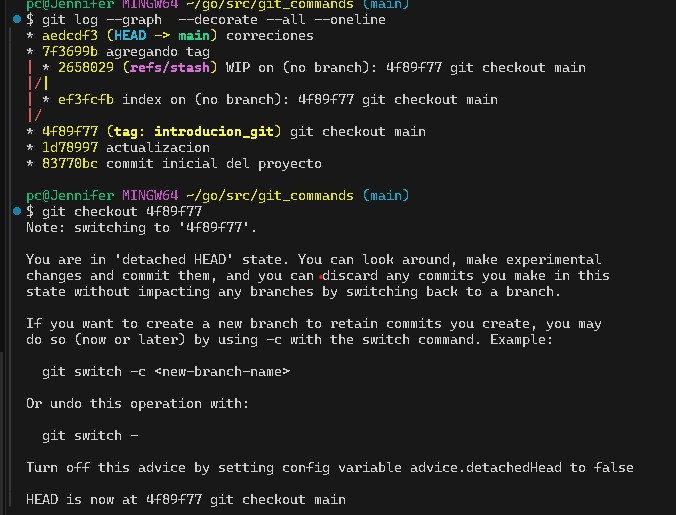 pc@Jennifer MINGW64 ~/go/src/git_commands (main)
$ git log --graph  --decorate --all --oneline
* aedcdf3 (HEAD -> main) correciones
* 7f3699b agregando tag
| * 2658029 (refs/stash) WIP on (no branch): 4f89f77 git checkout main
|/|
| * ef3fcfb index on (no branch): 4f89f77 git checkout main
|/
* 4f89f77 (tag: introducion_git) git checkout main
* 1d78997 actualizacion
* 83770bc commit inicial del proyecto
pc@Jennifer MINGW64 ~/go/src/git_commands (main)
$ git checkout 4f89f77
Note: switching to '4f89f77'.
You are in 'detached HEAD' state. You can look around, make experimental
changes and commit them, and you can discard any commits you make in this
state without impacting any branches by switching back to a branch.
If you want to create a new branch to retain commits you create, you may
do so (now or later) by using -c with the switch command. Example:
git switch -c <new-branch-name>
Or undo this operation with:
git switch -
Turn off this advice by setting config variable advice.detachedHead to false
HEAD is now at 4f89f77 git checkout main